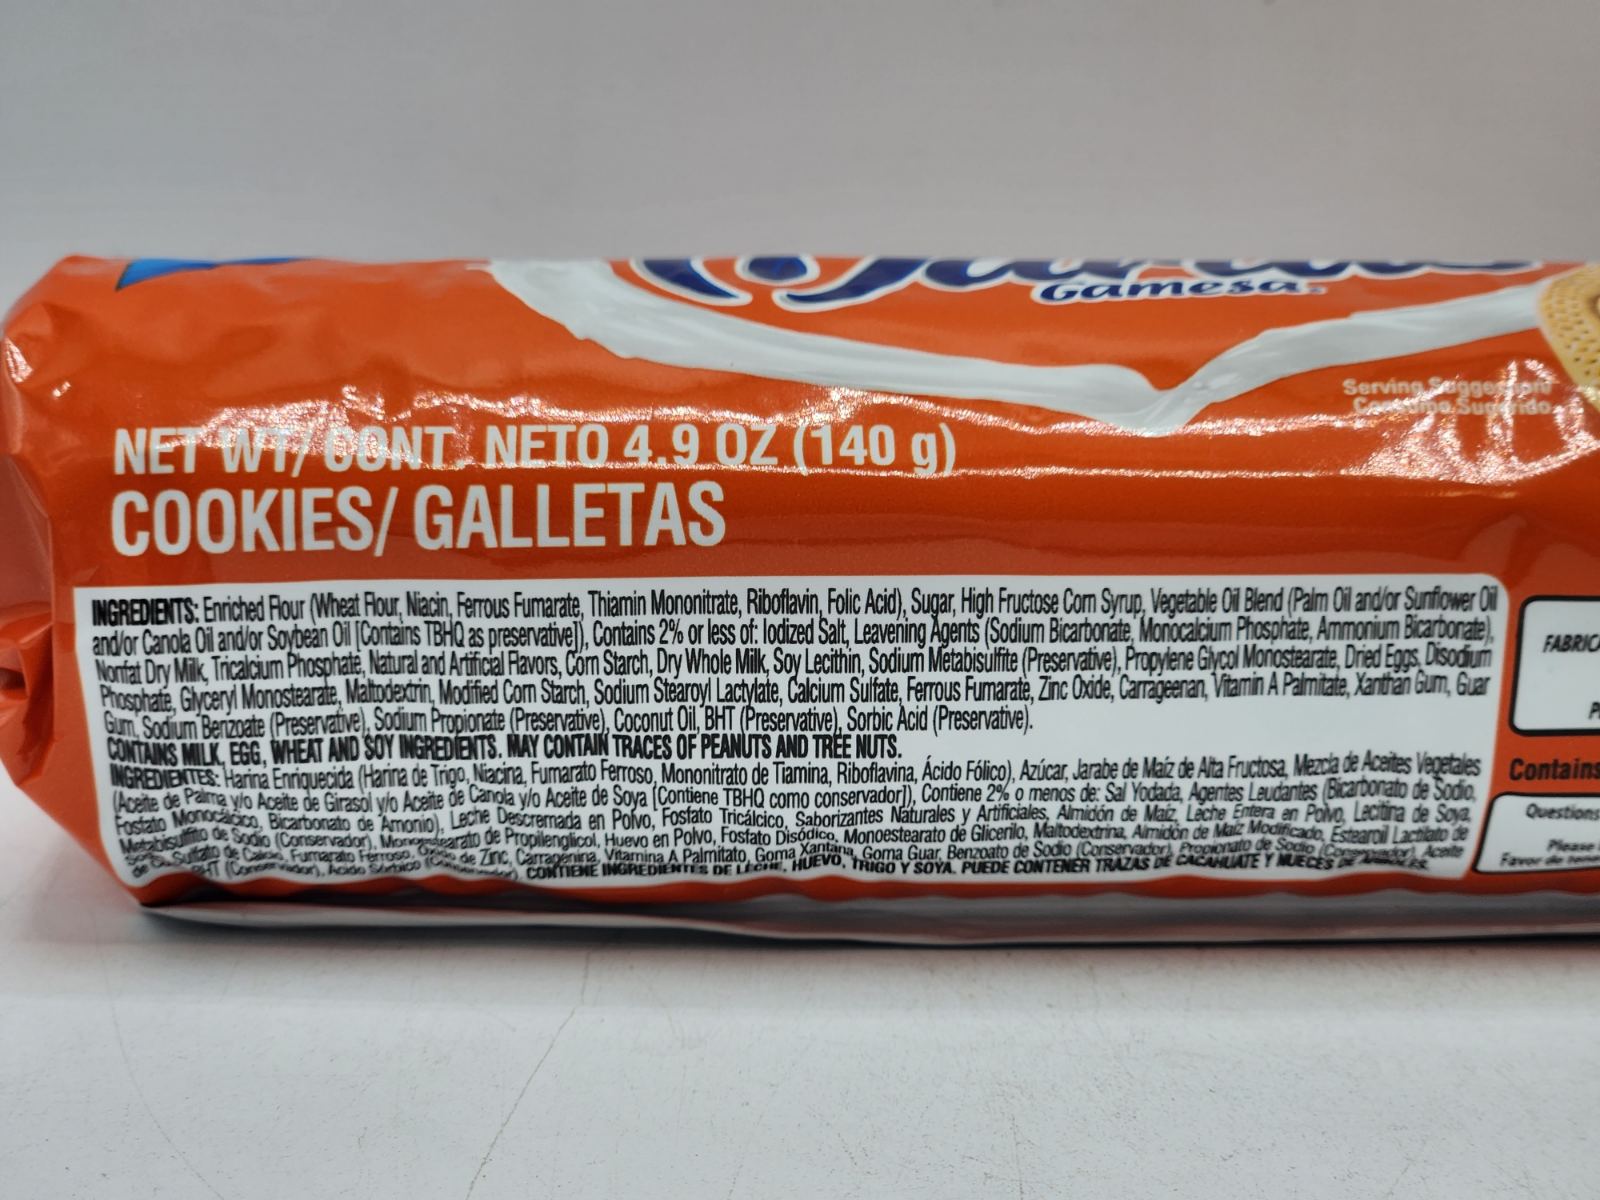 Gamesa®
Serving Suggestion
Consumo Sugerido
NET WT/ CONT. NETO 4.9 OZ (140 g)
COOKIES/ GALLETAS
INGREDIENTS: Enriched Flour (Wheat Flour, Niacin, Ferrous Fumarate, Thiamin Mononitrate, Riboflavin, Folic Acid), Sugar, High Fructose Corn Syrup, Vegetable Oil Blend (Palm Oil and/or Sunflower Oil
and/or Canola Oil and/or Soybean Oil [Contains TBHQ as preservative]), Contains 2% or less of: Iodized Salt, Leavening Agents (Sodium Bicarbonate, Monocalcium Phosphate, Ammonium Bicarbonate),
Nonfat Dry Milk, Tricalcium Phosphate, Natural and Artificial Flavors, Corn Starch, Dry Whole Milk, Soy Lecithin, Sodium Metabisulfite (Preservative), Propylene Glycol Monostearate, Dried Eggs, Disodium
Phosphate, Glyceryl Monostearate, Maltodextrin, Modified Corn Starch, Sodium Stearoyl Lactylate, Calcium Sulfate, Ferrous Fumarate, Zinc Oxide, Carrageenan, Vitamin A Palmitate, Xanthan Gum, Guar
Gum, Sodium Benzoate (Preservative), Sodium Propionate (Preservative), Coconut Oil, BHT (Preservative), Sorbic Acid (Preservative).
CONTAINS MILK, EGG, WHEAT AND SOY INGREDIENTS. MAY CONTAIN TRACES OF PEANUTS AND TREE NUTS.
INGREDIENTES: Harina Enriquecida (Harina de Trigo, Niacina, Fumarato Ferroso, Mononitrato de Tiamina, Riboflavina, Ácido Fólico), Azúcar, Jarabe de Maíz de Alta Fructosa, Mezcla de Aceites Vegetales
(Aceite de Palma y/o Aceite de Girasol y/o Aceite de Canola y/o Aceite de Soya [Contiene TBHQ como conservador]), Contiene 2% o menos de: Sal Yodada, Agentes Leudantes (Bicarbonato de Sodio,
Fosfato Monocálcico, Bicarbonato de Amonio), Leche Descremada en Polvo, Fosfato Tricálcico, Saborizantes Naturales y Artificiales, Almidón de Maíz, Leche Entera en Polvo, Lecitina de Soya,
Metabisulfito de Sodio (Conservador), Monoestearato de Propilenglicol, Huevo en Polvo, Fosfato Disódico, Monoestearato de Glicerilo, Maltodextrina, Almidón de Maíz Modificado, Estearoil Lactilato de
Sodio, Sulfato de Calcio, Fumarato Ferroso, Óxido de Zinc, Carragenina, Vitamina A Palmitato, Goma Xantana, Goma Guar, Benzoato de Sodio (Conservador), Propionato de Sodio (Conservador), Aceite
de BHT (Conservador), Acido Sórbico (Conservador). CONTIENE INGREDIENTES DE LECHE, HUEVO, TRIGO Y SOYA. PUEDE CONTENER TRAZAS DE CACAHUATE Y NUECES DE
FABRIC
Contains
Questions
Please
Favor de